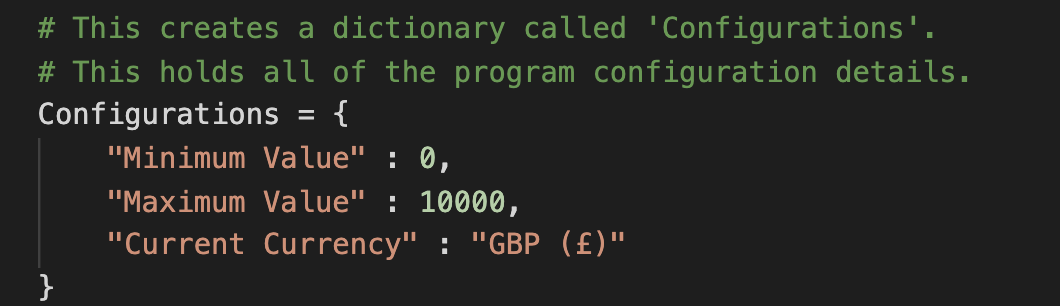 # This creates a dictionary called 'Configurations'.
# This holds all of the program configuration details.
Configurations = {
    "Minimum Value" : 0,
    "Maximum Value" : 10000,
    "Current Currency" : "GBP (£)"
}